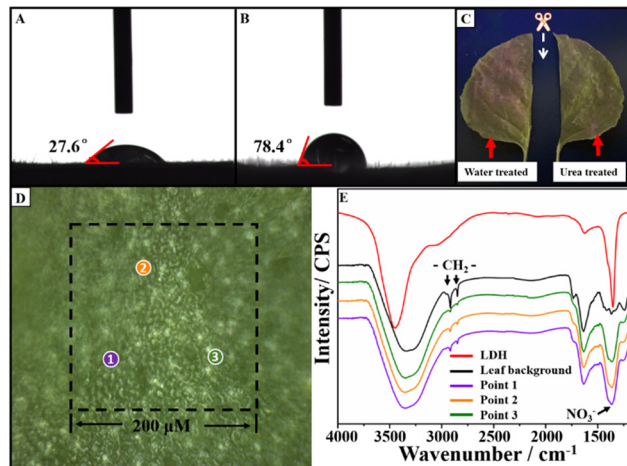 A
27.6°
B
78.4°
C
Water treated
Urea treated
D
2
1
3
200 μM
E
Intensity/ CPS
- CH2 -
LDH
Leaf background
Point 1
Point 2
Point 3
NO3-
4000 3500 3000 2500 2000 1500
Wavenumber / cm-1